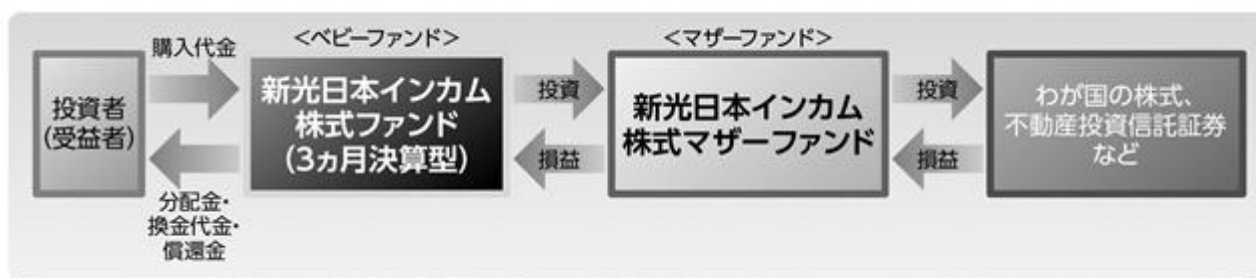 購入代金
<ベビーファンド>
<マザーファンド>
投資者
(受益者)
新光日本インカム
株式ファンド
(3ヵ月決算型)
投資
損益
新光日本インカム
株式マザーファンド
投資
損益
わが国の株式、
不動産投資信託証券
など
分配金・
換金代金・
償還金